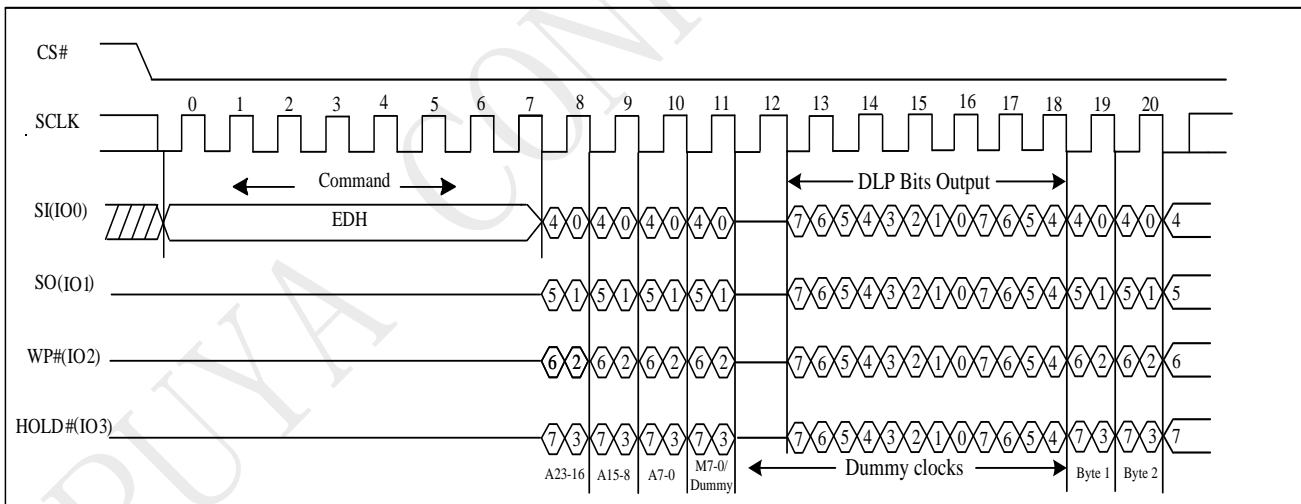 CS#
0 1 2 3 4 5 6 7 8 9 10 11 12 13 14 15 16 17 18 19 20
SCLK
Command
DLP Bits Output
SI(IO0)
EDH
4 0 4 0 4 0 4 0 7 6 5 4 3 2 1 0 7 6 5 4 4 0 4 0 4
SO(IO1)
5 1 5 1 5 1 5 1 7 6 5 4 3 2 1 0 7 6 5 4 5 1 5 1 5
WP#(IO2)
6 2 6 2 6 2 6 2 7 6 5 4 3 2 1 0 7 6 5 4 6 2 6 2 6
HOLD#(IO3)
7 3 7 3 7 3 7 3 7 6 5 4 3 2 1 0 7 6 5 4 7 3 7 3 7
A23-16 A15-8 A7-0 M7-0/
Dummy
Dummy clocks
Byte 1 Byte 2
PUYA CON